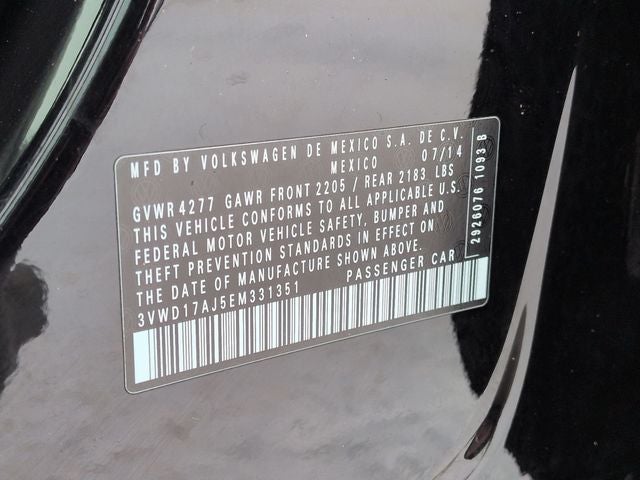 MFD BY VOLKSWAGEN DE MEXICO S.A. DE C.V.
MEXICO 07/14
GVWR 4277 GAWR FRONT 2205 / REAR 2183 LBS
THIS VEHICLE CONFORMS TO ALL APPLICABLE U.S.
FEDERAL MOTOR VEHICLE SAFETY, BUMPER AND
THEFT PREVENTION STANDARDS IN EFFECT ON
THE DATE OF MANUFACTURE SHOWN ABOVE.
3VWD17AJ5EM331351 PASSENGER CAR
2926076 1093 B